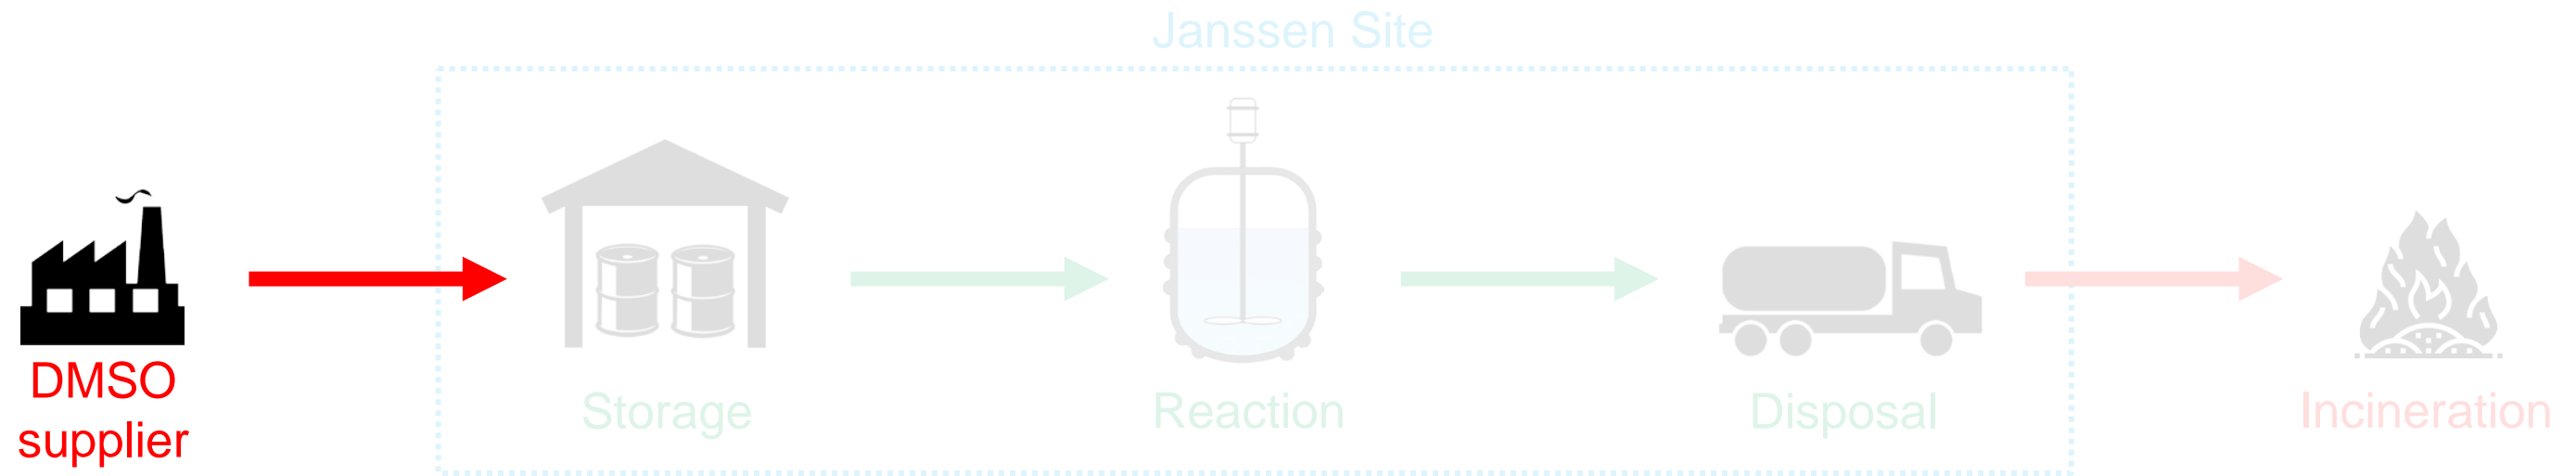 Janssen Site
DMSO
supplier
Storage
Reaction
Disposal
Incineration